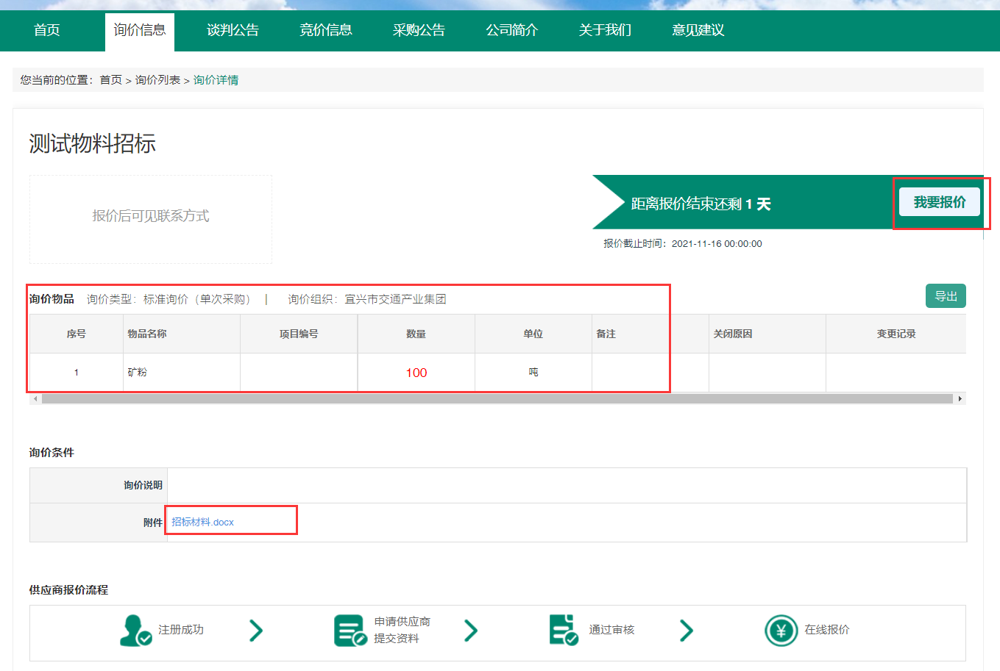 首页 询价信息 谈判公告 竞价信息 采购公告 公司简介 关于我们 意见建议
您当前的位置：首页 > 询价列表 > 询价详情
测试物料招标
报价后可见联系方式
距离报价结束还剩 1 天 我要报价
报价截止时间：2021-11-16 00:00:00
询价物品 询价类型：标准询价（单次采购） | 询价组织：宜兴市交通产业集团 导出
序号 物品名称 项目编号 数量 单位 备注 关闭原因 变更记录
1 矿粉 100 吨
询价条件
询价说明
附件 招标材料.docx
供应商报价流程
注册成功 申请供应商 提交资料 通过审核 在线报价